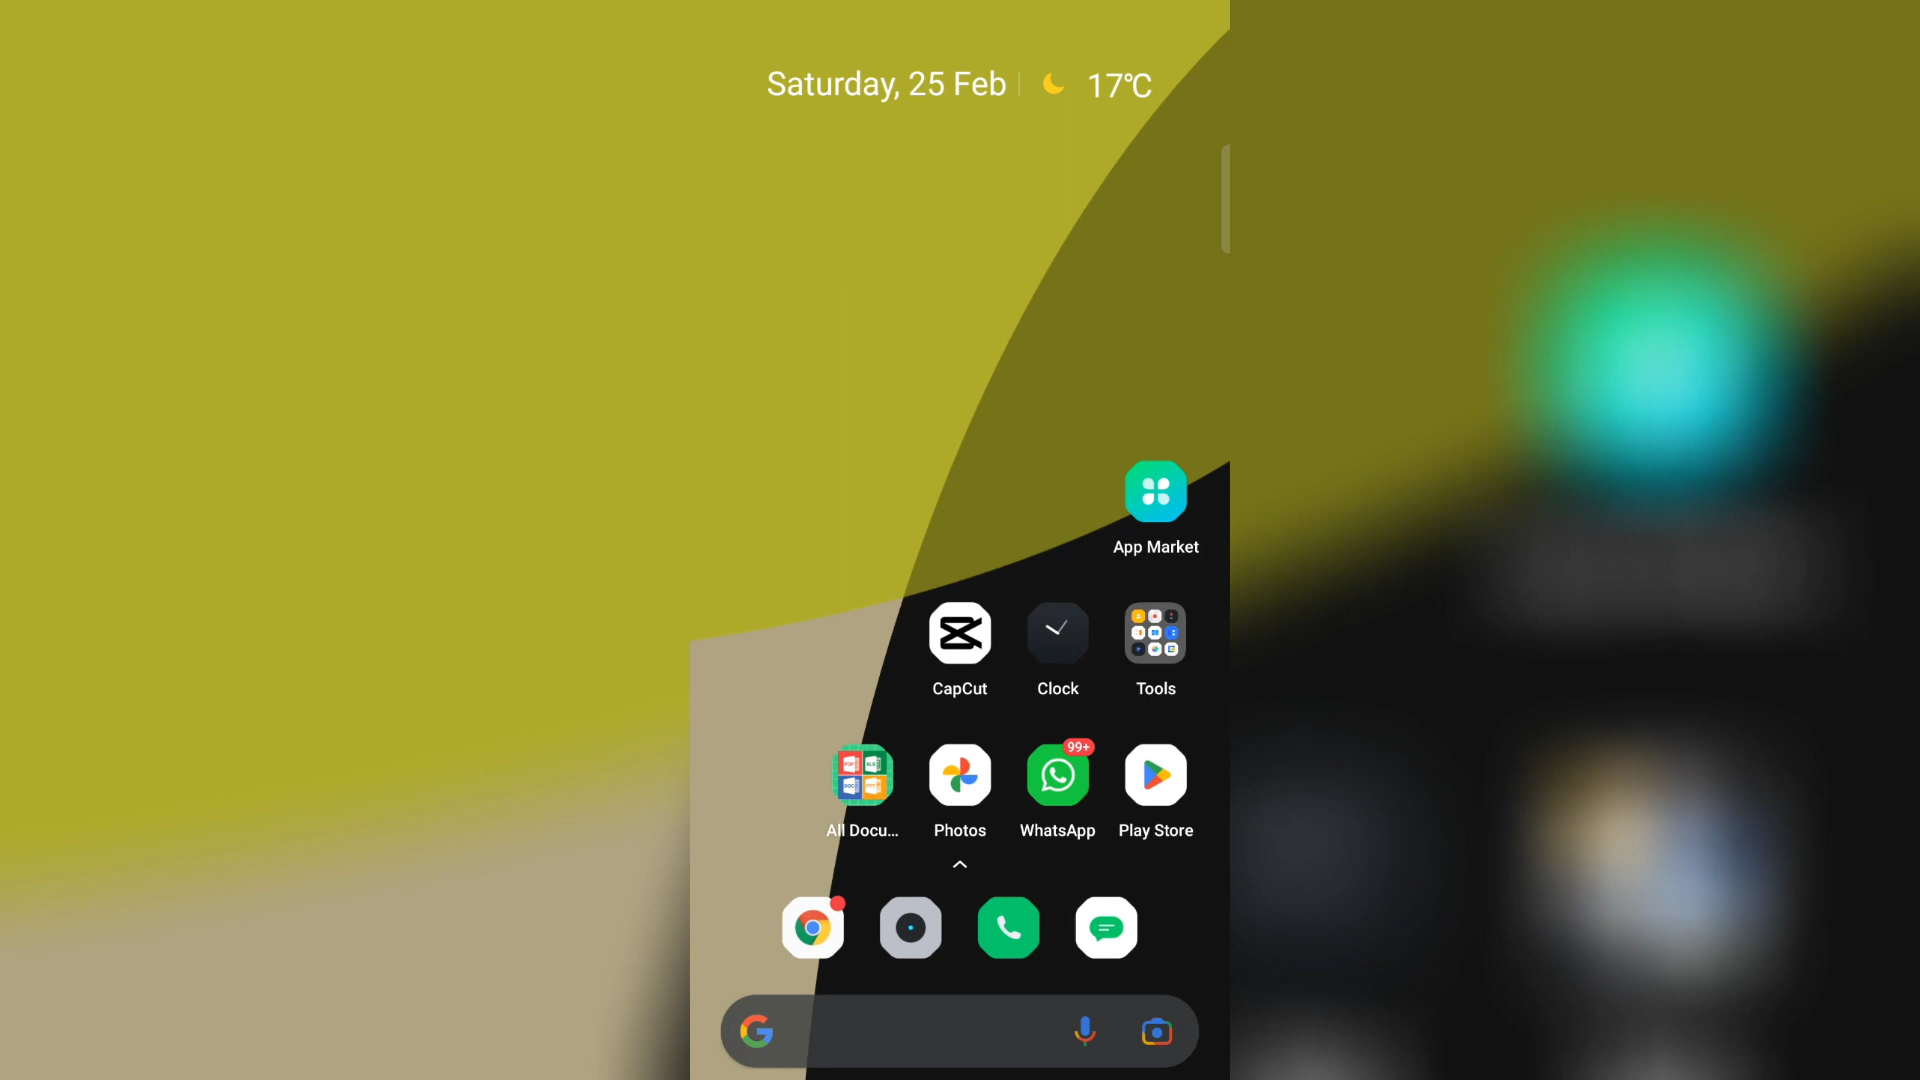 Saturday, 25 Feb 17℃
App Market
CapCut Clock Tools
99+
All Docu... Photos WhatsApp Play Store